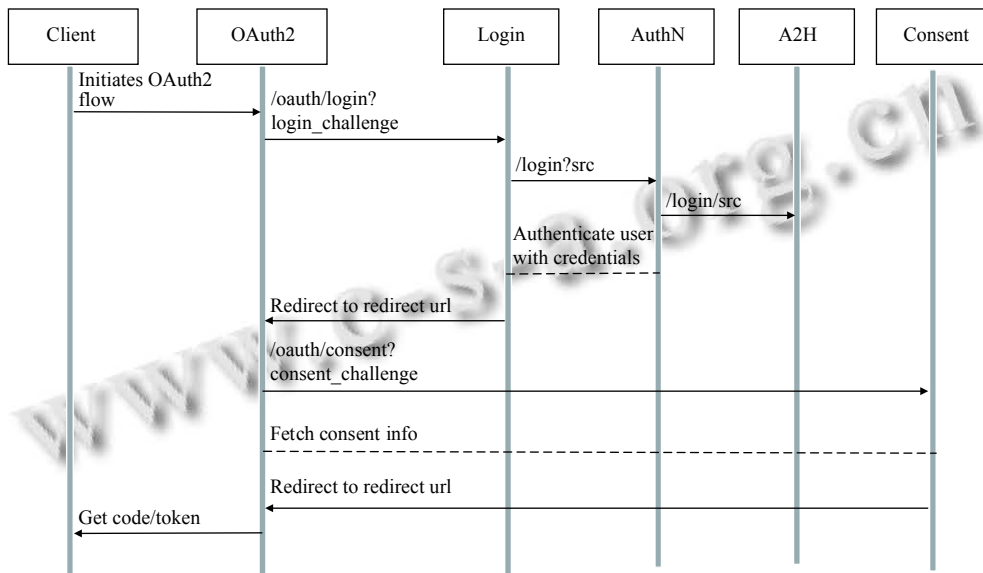 Client
OAuth2
Login
AuthN
A2H
Consent
Initiates OAuth2
flow
/oauth/login?
login_challenge
/login?src
/login/src
Authenticate user
with credentials
Redirect to redirect url
/oauth/consent?
consent_challenge
Fetch consent info
Redirect to redirect url
Get code/token
www.c-s-a.org.cn